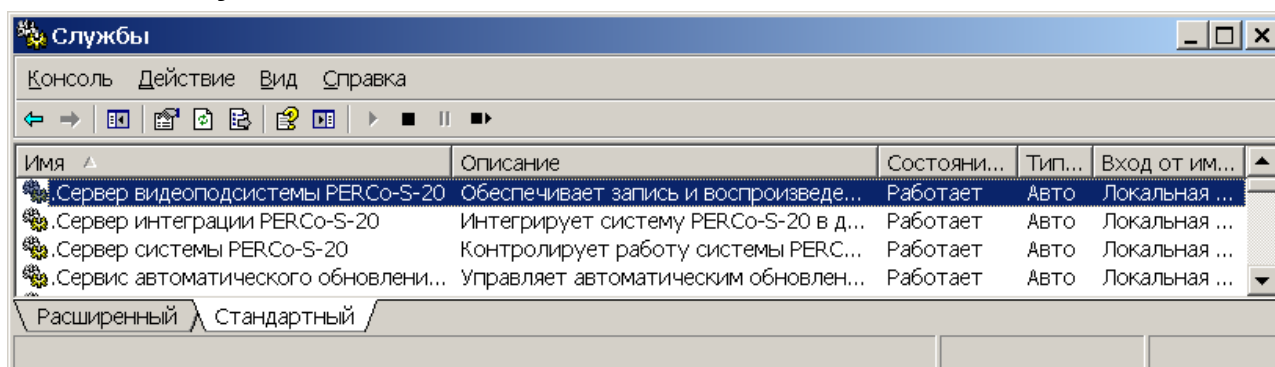 Службы
Консоль Действие Вид Справка
Имя Описание Состояни... Тип... Вход от им...
.Сервер видеоподсистемы PERCo-S-20 Обеспечивает запись и воспроизведе... Работает Авто Локальная ...
.Сервер интеграции PERCo-S-20 Интегрирует систему PERCo-S-20 в д... Работает Авто Локальная ...
.Сервер системы PERCo-S-20 Контролирует работу системы PERC... Работает Авто Локальная ...
.Сервис автоматического обновлени... Управляет автоматическим обновлен... Работает Авто Локальная ...
Расширенный Стандартный